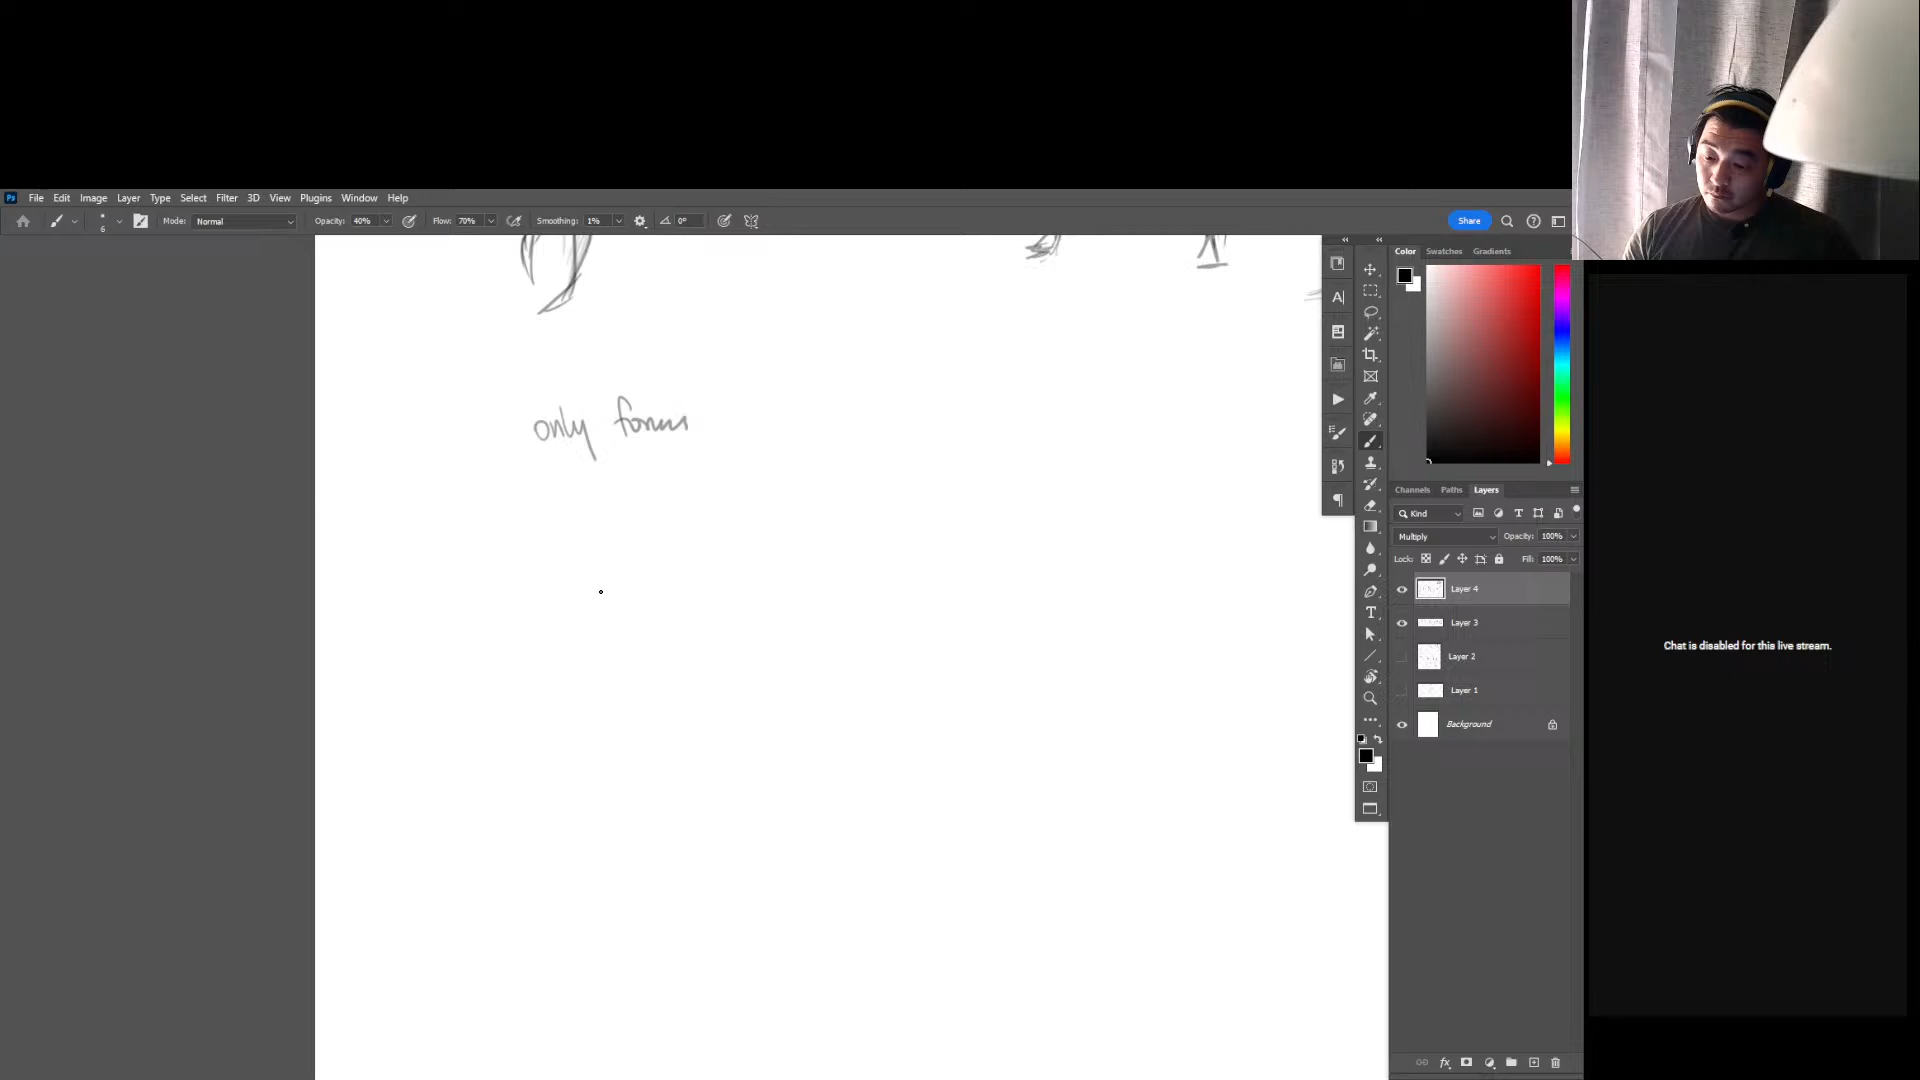 Ps File Edit Image Layer Type Select Filter 3D View Plugins Window Help
6 Mode: Normal Opacity: 40% Flow: 70% Smoothing: 1% 0° Share
Color Swatches Gradients
only forms
Channels Paths Layers
Kind
Multiply Opacity: 100%
Lock: Fill: 100%
Layer 4
Layer 3
Layer 2
Layer 1
Background
Chat is disabled for this live stream.